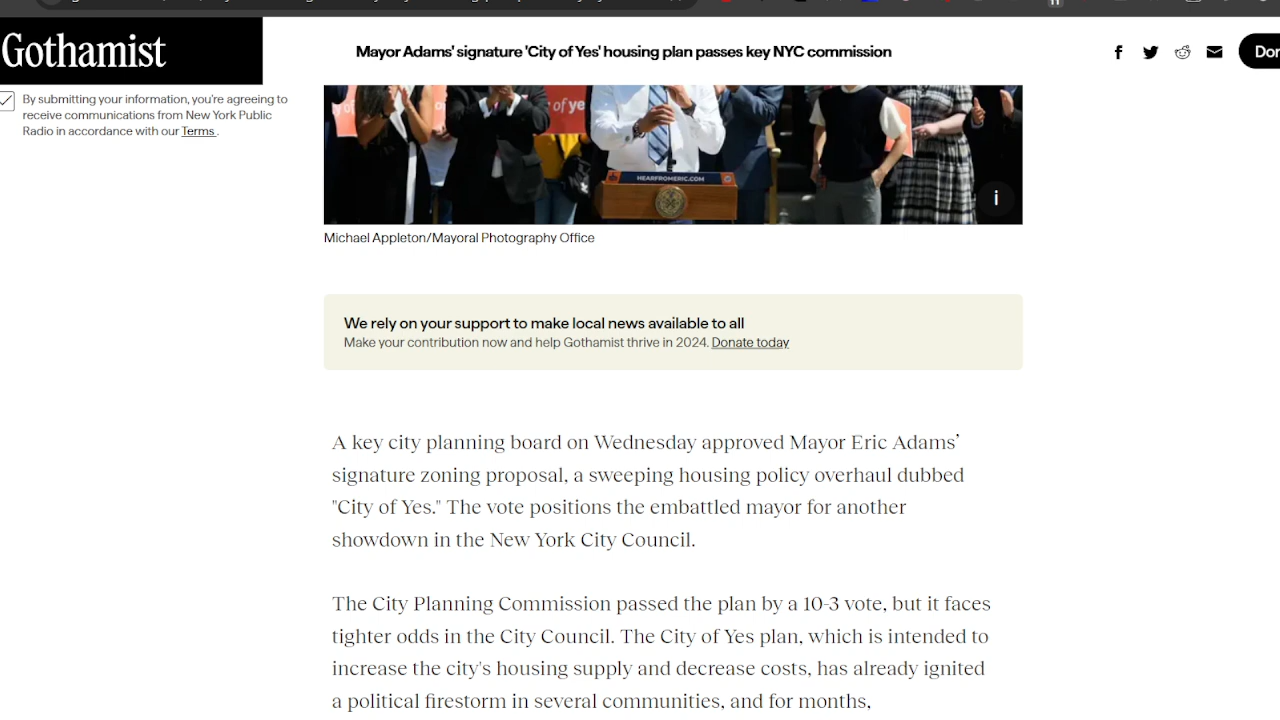 Gothamist
Mayor Adams' signature 'City of Yes' housing plan passes key NYC commission
By submitting your information, you're agreeing to
receive communications from New York Public
Radio in accordance with our Terms .
of ye
HEARFROMERIC.COM
i
Michael Appleton/Mayoral Photography Office
We rely on your support to make local news available to all
Make your contribution now and help Gothamist thrive in 2024. Donate today
A key city planning board on Wednesday approved Mayor Eric Adams’
signature zoning proposal, a sweeping housing policy overhaul dubbed
"City of Yes." The vote positions the embattled mayor for another
showdown in the New York City Council.
The City Planning Commission passed the plan by a 10-3 vote, but it faces
tighter odds in the City Council. The City of Yes plan, which is intended to
increase the city's housing supply and decrease costs, has already ignited
a political firestorm in several communities, and for months,